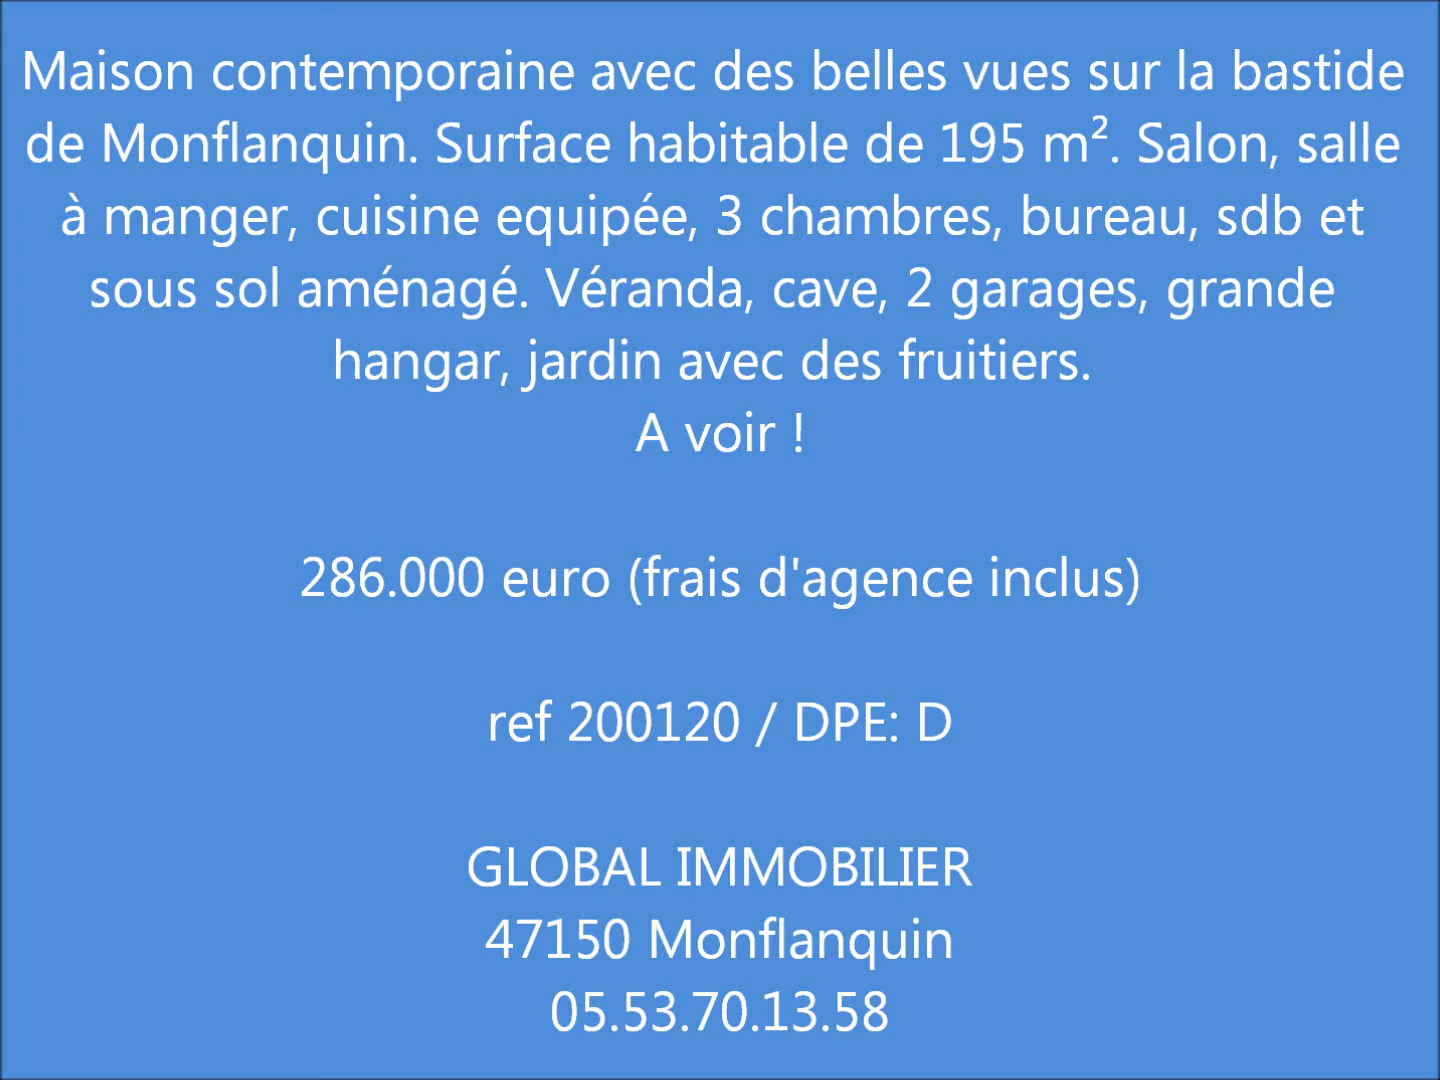 Maison contemporaine avec des belles vues sur la bastide
de Monflanquin. Surface habitable de 195 m². Salon, salle
à manger, cuisine equipée, 3 chambres, bureau, sdb et
sous sol aménagé. Véranda, cave, 2 garages, grande
hangar, jardin avec des fruitiers.
A voir !
286.000 euro (frais d'agence inclus)
ref 200120 / DPE: D
GLOBAL IMMOBILIER
47150 Monflanquin
05.53.70.13.58